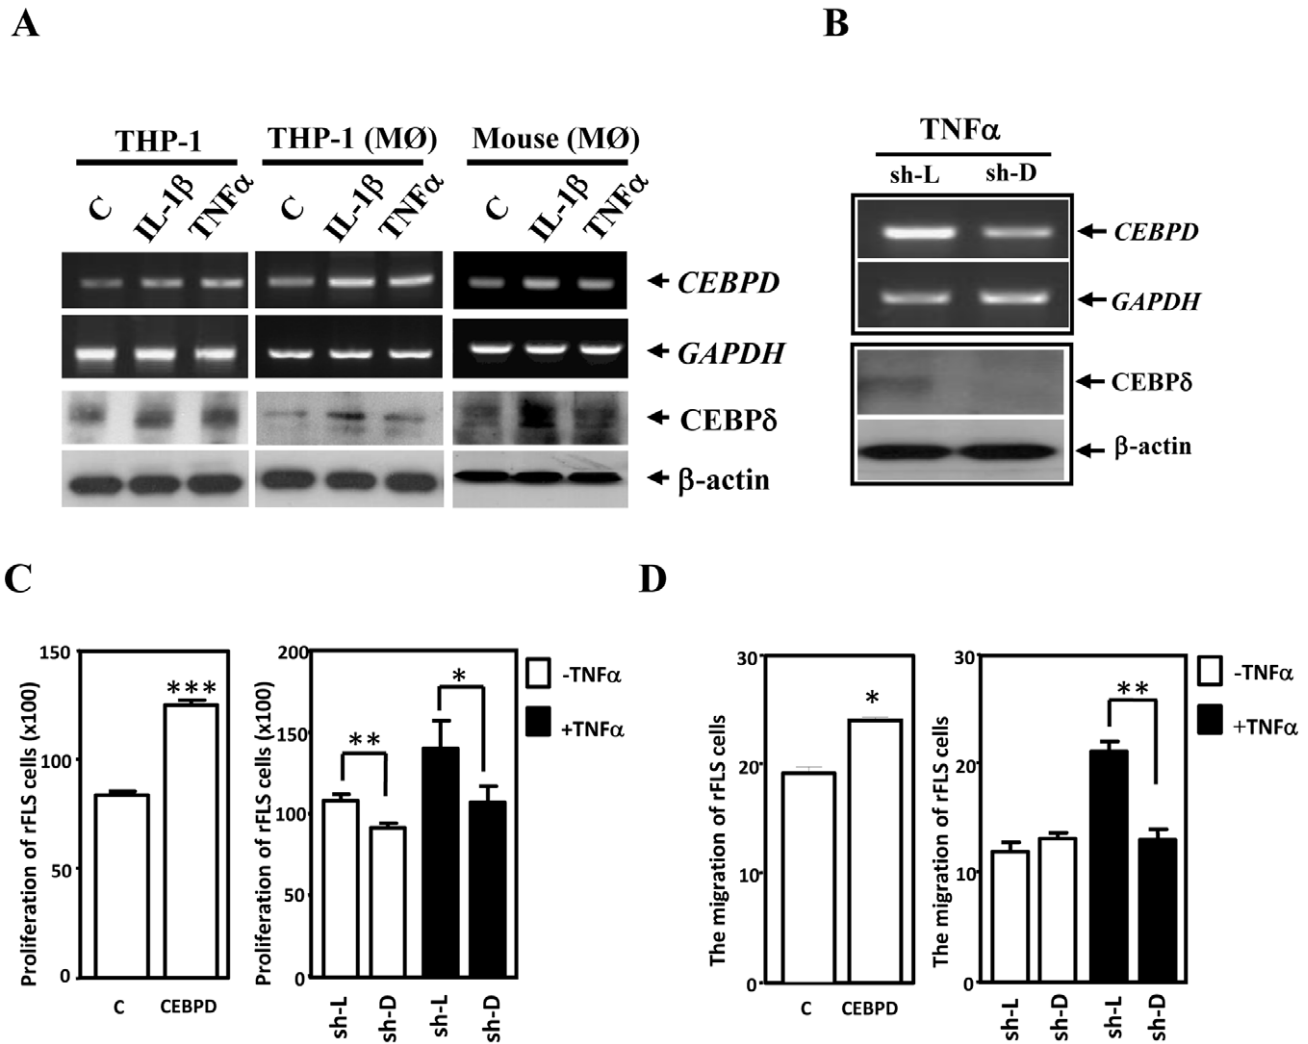 A
B
THP-1
THP-1 (MØ)
Mouse (MØ)
C
IL-1β
TNFα
C
IL-1β
TNFα
C
IL-1β
TNFα
CEBPD
GAPDH
CEBPδ
β-actin
TNFα
sh-L
sh-D
CEBPD
GAPDH
CEBPδ
β-actin
C
D
Proliferation of rFLS cells (x100)
150
100
50
0
***
C
CEBPD
Proliferation of rFLS cells (x100)
200
150
100
50
0
**
*
sh-L
sh-D
sh-L
sh-D
-TNFα
+TNFα
The migration of rFLS cells
30
20
10
0
*
C
CEBPD
The migration of rFLS cells
30
20
10
0
**
sh-L
sh-D
sh-L
sh-D
-TNFα
+TNFα